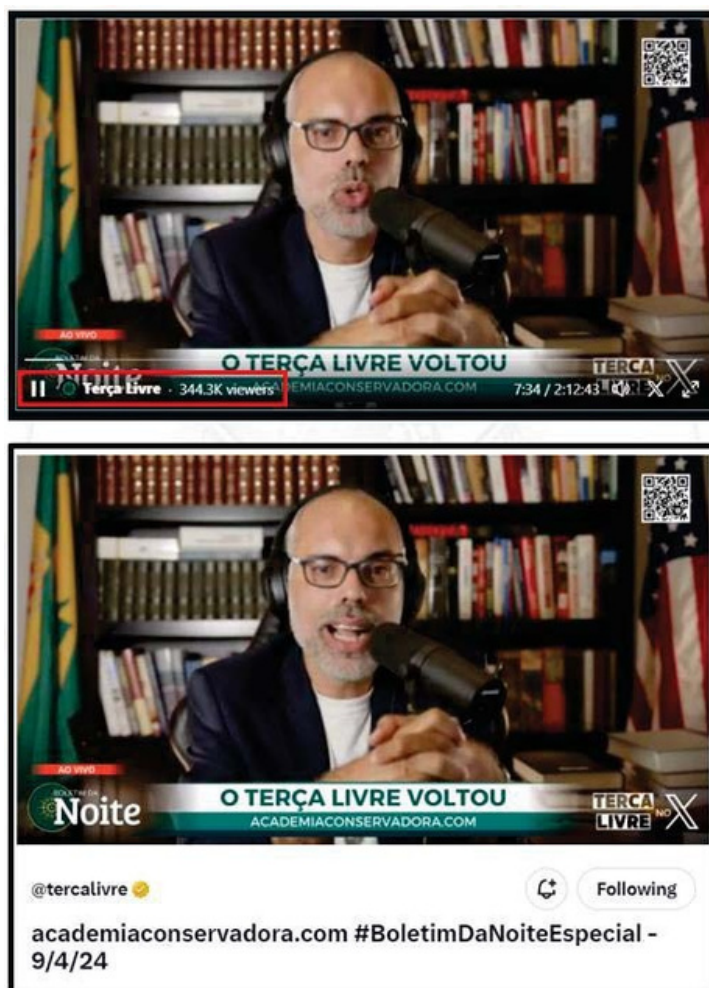 AO VIVO
BOLETIM DA
Noite
O TERÇA LIVRE VOLTOU
ACADEMIACONSERVADORA.COM
TERÇA
LIVRE NO X
Terça Livre · 344.3K viewers
7:34 / 2:12:43
AO VIVO
BOLETIM DA
Noite
O TERÇA LIVRE VOLTOU
ACADEMIACONSERVADORA.COM
TERÇA
LIVRE NO X
@tercalivre
Following
academiaconservadora.com #BoletimDaNoiteEspecial -
9/4/24